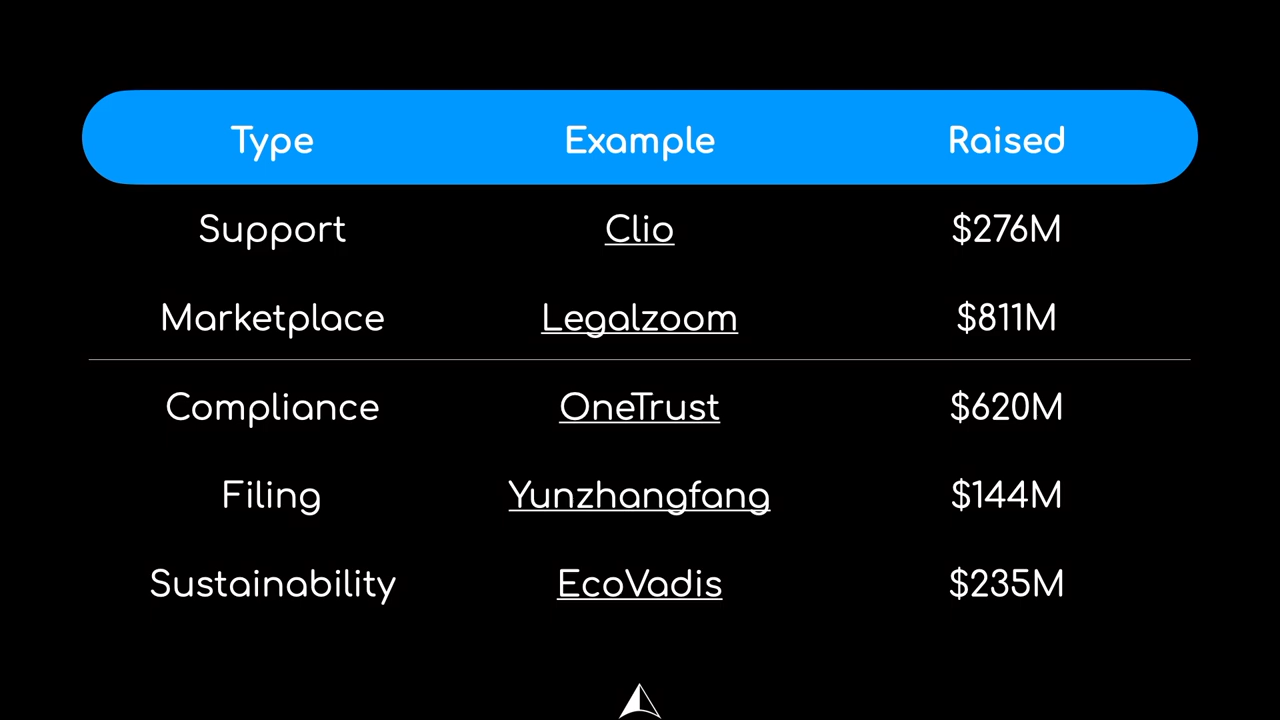 Type Example Raised
Support Clio $276M
Marketplace Legalzoom $811M
Compliance OneTrust $620M
Filing Yunzhangfang $144M
Sustainability EcoVadis $235M